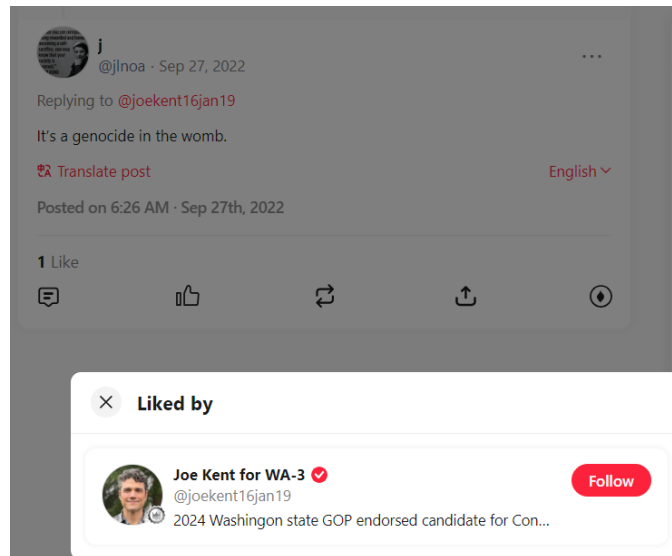 j
@jlnoa · Sep 27, 2022
Replying to @joekent16jan19
It's a genocide in the womb.
Translate post
English
Posted on 6:26 AM · Sep 27th, 2022
1 Like
Liked by
Joe Kent for WA-3
@joekent16jan19
Follow
2024 Washingon state GOP endorsed candidate for Con...